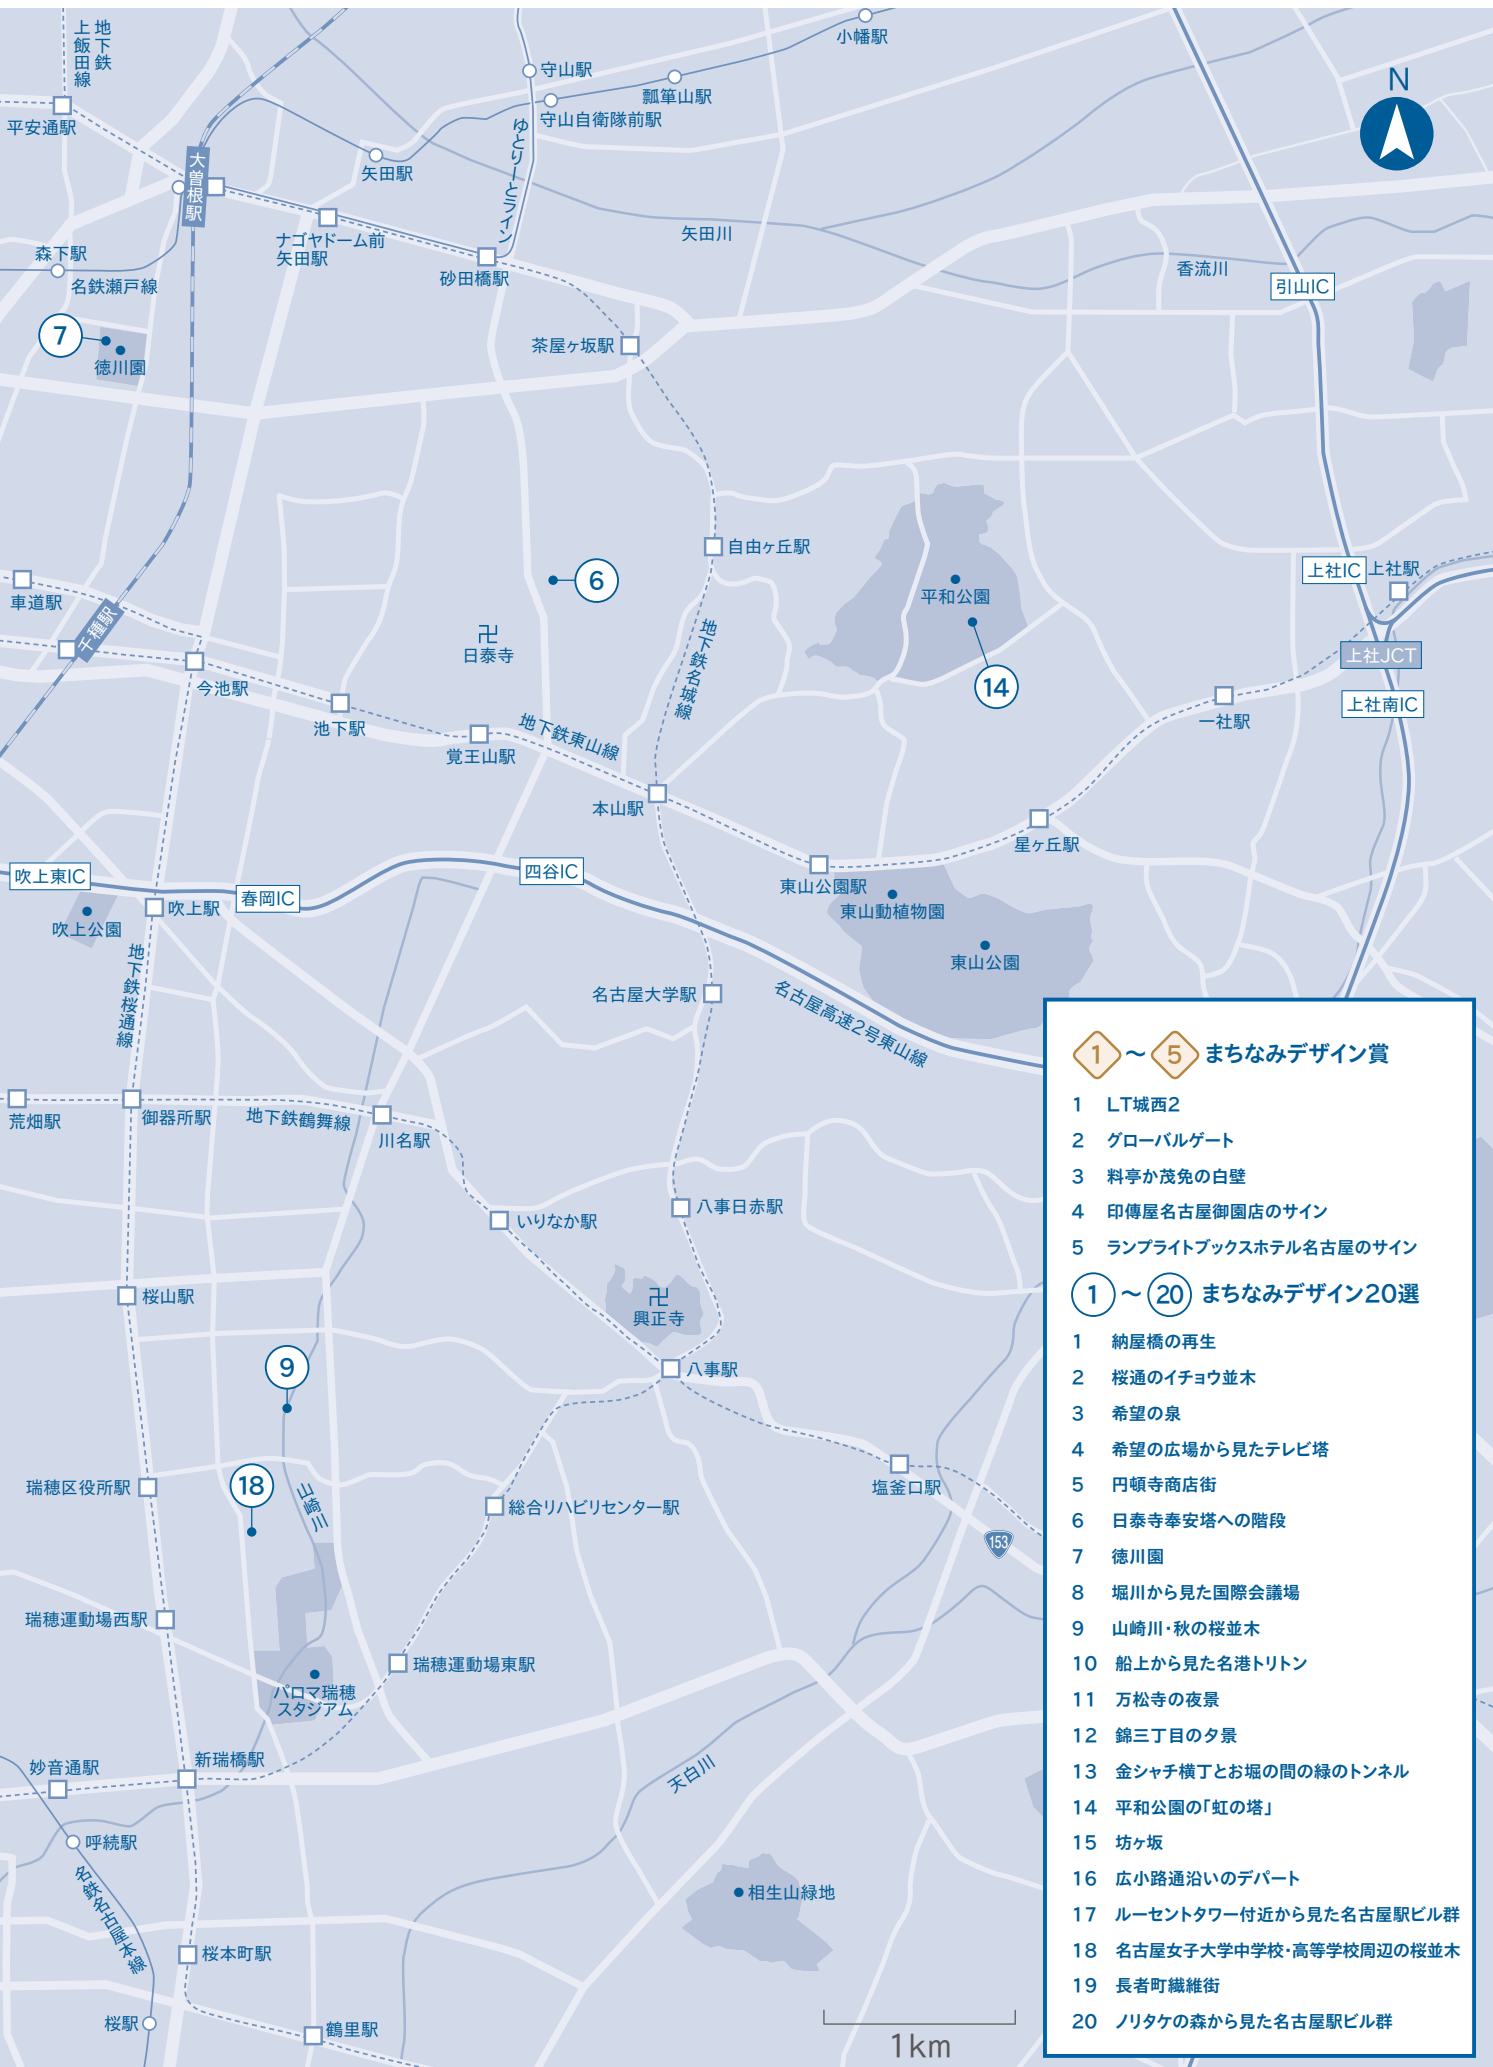 地下鉄
上飯田線
小幡駅
守山駅
瓢箪山駅
守山自衛隊前駅
平安通駅
ゆとりーとライン
N
大曽根駅
矢田駅
ナゴヤドーム前
矢田駅
矢田川
森下駅
名鉄瀬戸線
砂田橋駅
香流川
引山IC
7
徳川園
茶屋ヶ坂駅
自由ヶ丘駅
6
平和公園
上社IC
上社駅
車道駅
千種駅
卍
日泰寺
地下鉄名城線
14
上社JCT
上社南IC
今池駅
池下駅
覚王山駅
地下鉄東山線
一社駅
本山駅
星ヶ丘駅
吹上東IC
春岡IC
四谷IC
東山公園駅
東山動植物園
吹上駅
吹上公園
東山公園
地下鉄桜通線
名古屋大学駅
名古屋高速2号東山線
荒畑駅
御器所駅
地下鉄鶴舞線
川名駅
いりなか駅
八事日赤駅
桜山駅
卍
興正寺
9
八事駅
瑞穂区役所駅
18
山崎川
総合リハビリセンター駅
塩釜口駅
153
瑞穂運動場西駅
瑞穂運動場東駅
パロマ瑞穂
スタジアム
妙音通駅
新瑞橋駅
天白川
呼続駅
名鉄名古屋本線
相生山緑地
桜本町駅
桜駅
鶴里駅
1km
1 〜 5 まちなみデザイン賞
1 LT城西2
2 グローバルゲート
3 料亭か茂免の白壁
4 印傳屋名古屋御園店のサイン
5 ランプライトブックスホテル名古屋のサイン
1 〜 20 まちなみデザイン20選
1 納屋橋の再生
2 桜通のイチョウ並木
3 希望の泉
4 希望の広場から見たテレビ塔
5 円頓寺商店街
6 日泰寺奉安塔への階段
7 徳川園
8 堀川から見た国際会議場
9 山崎川・秋の桜並木
10 船上から見た名港トリトン
11 万松寺の夜景
12 錦三丁目の夕景
13 金シャチ横丁とお堀の間の緑のトンネル
14 平和公園の「虹の塔」
15 坊ヶ坂
16 広小路通沿いのデパート
17 ルーセントタワー付近から見た名古屋駅ビル群
18 名古屋女子大学中学校・高等学校周辺の桜並木
19 長者町繊維街
20 ノリタケの森から見た名古屋駅ビル群